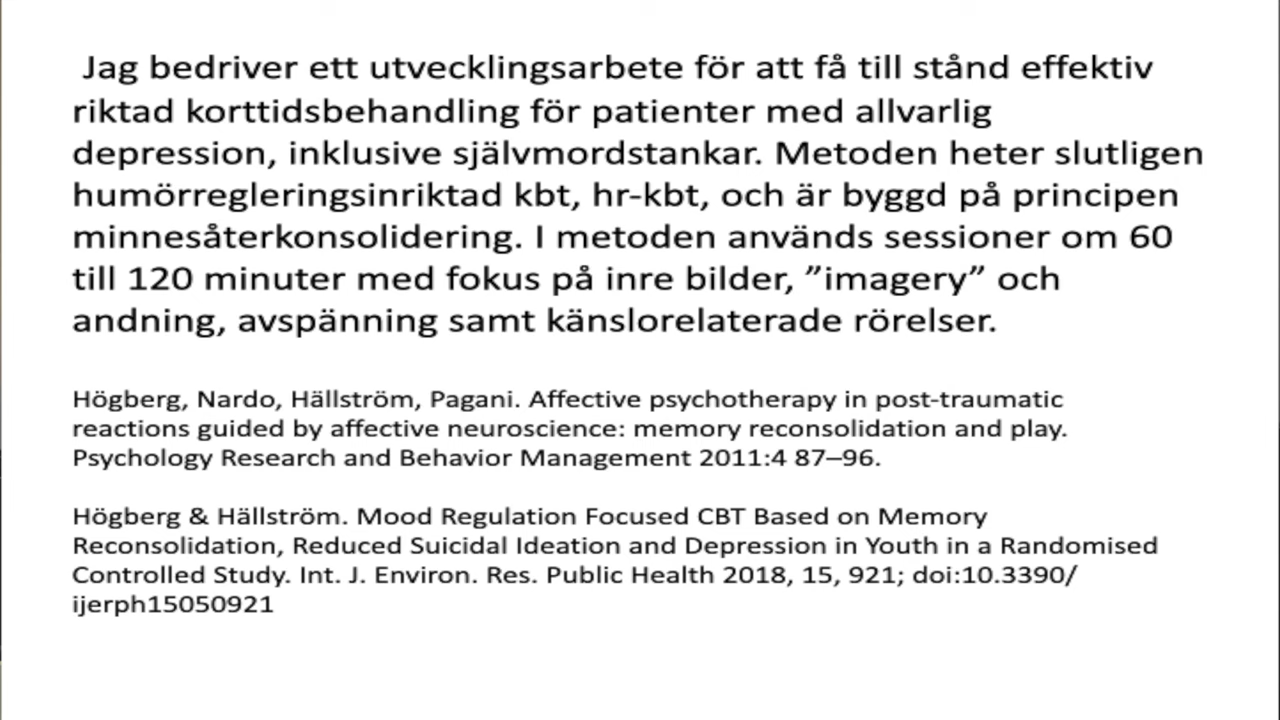 Jag bedriver ett utvecklingsarbete för att få till stånd effektiv
riktad korttidsbehandling för patienter med allvarlig
depression, inklusive självmordstankar. Metoden heter slutligen
humörregleringsinriktad kbt, hr-kbt, och är byggd på principen
minnesåterkonsolidering. I metoden används sessioner om 60
till 120 minuter med fokus på inre bilder, ”imagery” och
andning, avspänning samt känslorelaterade rörelser.
Högberg, Nardo, Hällström, Pagani. Affective psychotherapy in post-traumatic
reactions guided by affective neuroscience: memory reconsolidation and play.
Psychology Research and Behavior Management 2011:4 87–96.
Högberg & Hällström. Mood Regulation Focused CBT Based on Memory
Reconsolidation, Reduced Suicidal Ideation and Depression in Youth in a Randomised
Controlled Study. Int. J. Environ. Res. Public Health 2018, 15, 921; doi:10.3390/
ijerph15050921